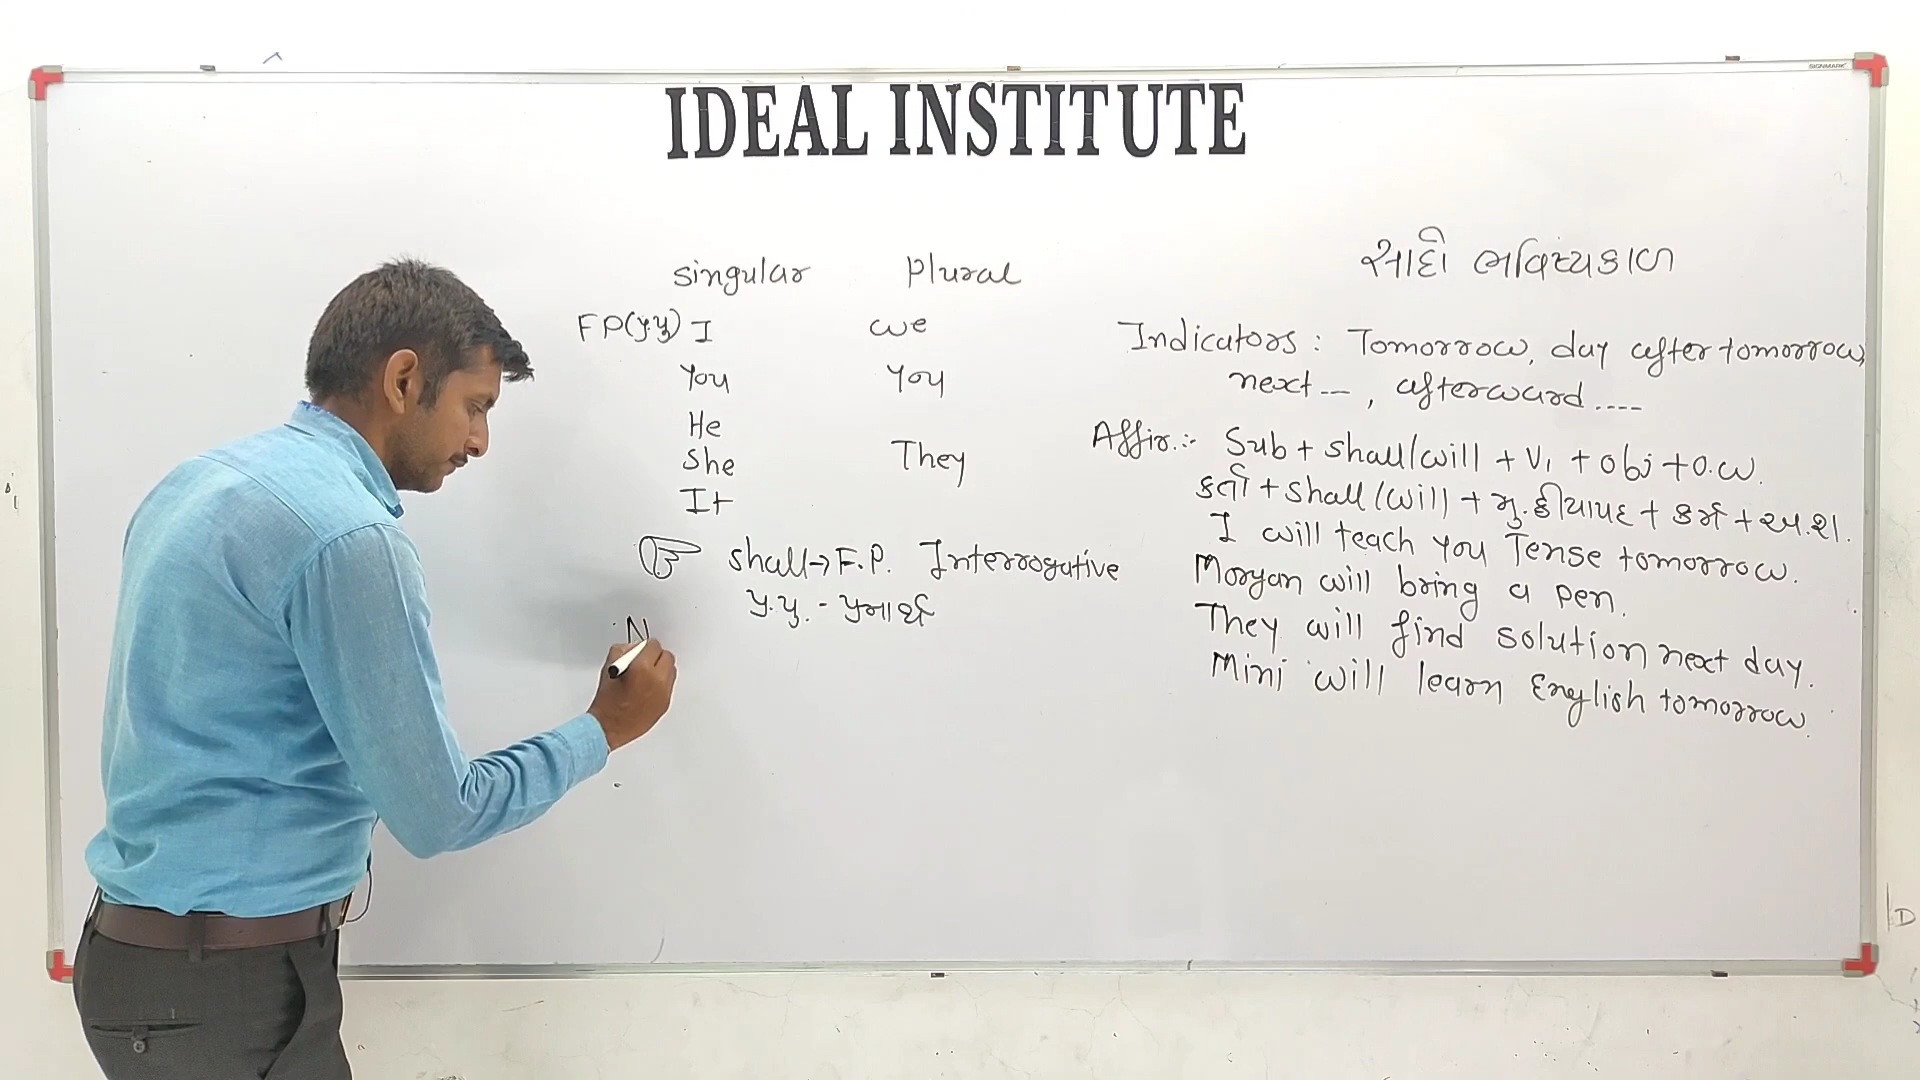 IDEAL INSTITUTE
singular plural
FP(પ્ર.પુ) I we
You You
He
She They
It
shall→F.P. Interrogative
પ્ર.પુ. - પ્રશ્નાર્થ
N
સાદો ભવિષ્યકાળ
Indicators : Tomorrow, day after tomorrow,
next --, afterward ....
Affir.:- Sub + shall/will + V₁ + obj + o.w.
કર્તા + shall/will + મુ.ક્રીયાપદ + કર્મ + અ.શ.
I will teach you Tense tomorrow.
Morgan will bring a pen.
They will find solution next day.
Mini will learn English tomorrow.
SIGNMARK
D